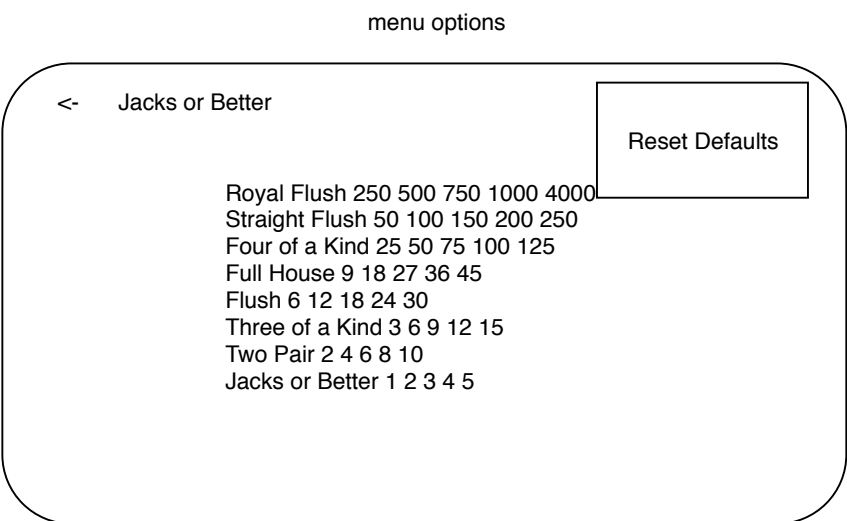 menu options
<- Jacks or Better
Reset Defaults
Royal Flush 250 500 750 1000 4000
Straight Flush 50 100 150 200 250
Four of a Kind 25 50 75 100 125
Full House 9 18 27 36 45
Flush 6 12 18 24 30
Three of a Kind 3 6 9 12 15
Two Pair 2 4 6 8 10
Jacks or Better 1 2 3 4 5